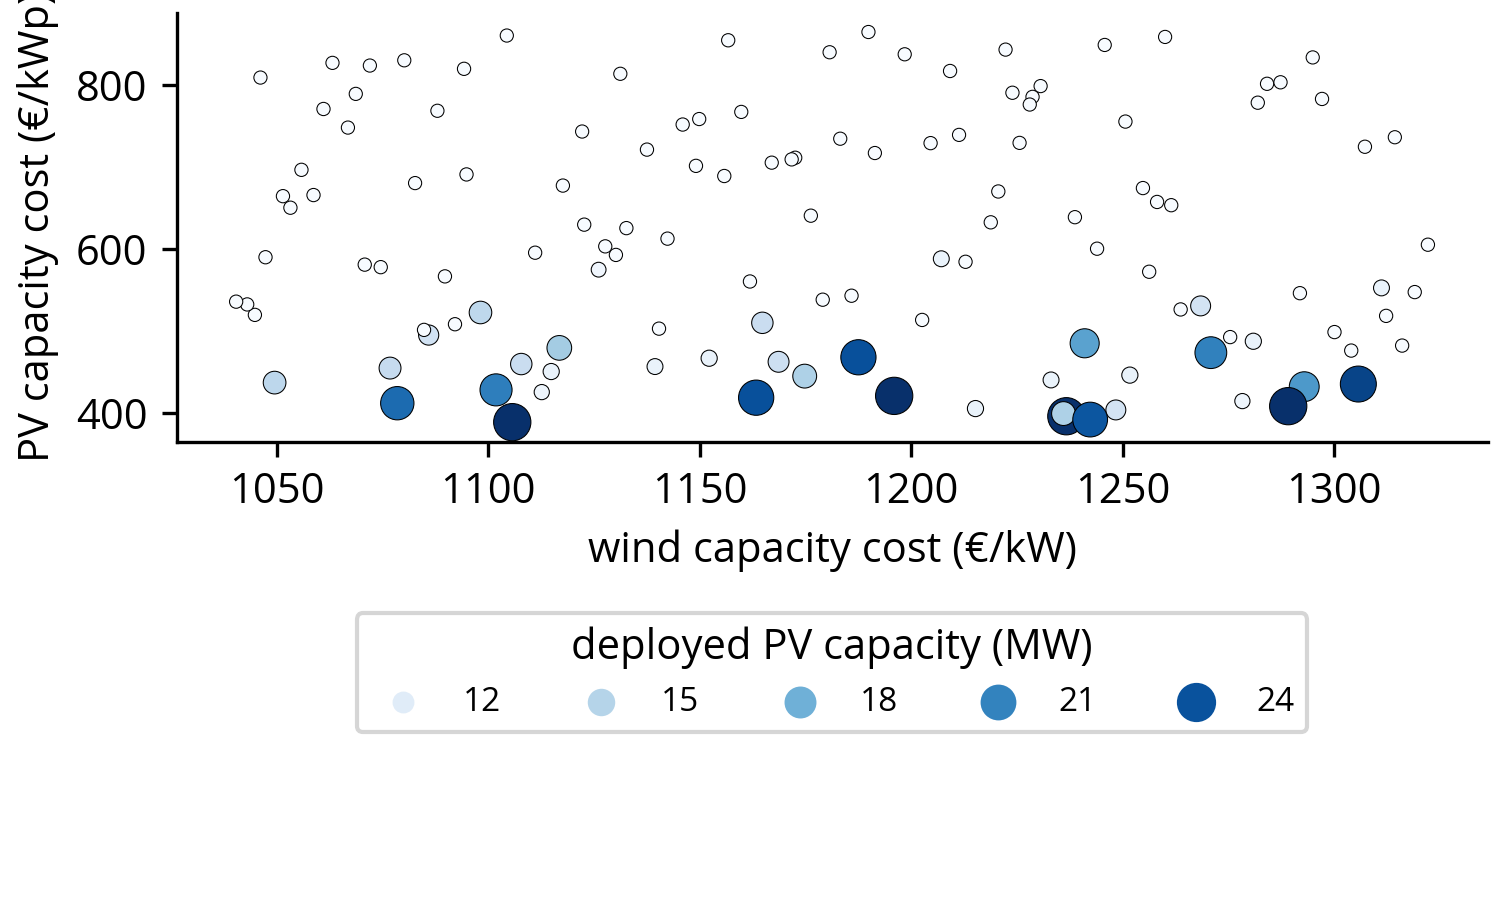 PV capacity cost (€/kWp)
800
600
400
1050 1100 1150 1200 1250 1300
wind capacity cost (€/kW)
deployed PV capacity (MW)
12 15 18 21 24